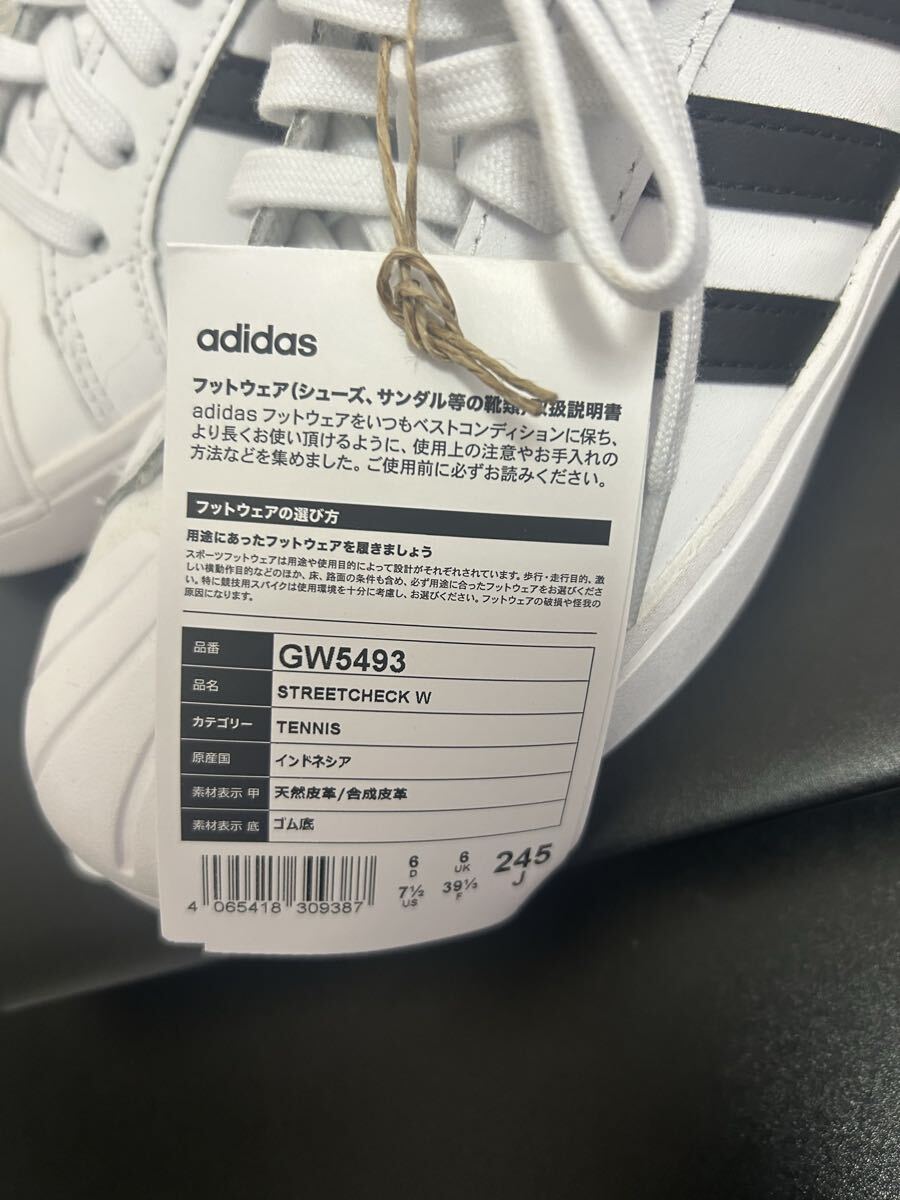 adidas
フットウェア(シューズ、サンダル等の靴類)取扱説明書
adidas フットウェアをいつもベストコンディションに保ち、
より長くお使い頂けるように、使用上の注意やお手入れの
方法などを集めました。ご使用前に必ずお読みください。
フットウェアの選び方
用途にあったフットウェアを履きましょう
スポーツフットウェアは用途や使用目的によって設計がそれぞれされています。歩行・走行目的、激
しい横動作目的などのほか、床、路面の条件も含め、必ず用途に合ったフットウェアをお選びくださ
い。特に競技用スパイクは使用環境を十分に考慮し、お選びください。フットウェアの破損や怪我の
原因になります。
品番 GW5493
品名 STREETCHECK W
カテゴリー TENNIS
原産国 インドネシア
素材表示 甲 天然皮革/合成皮革
素材表示 底 ゴム底
6 6 245
D UK J
7½ 39⅓
US F
4 065418 309387